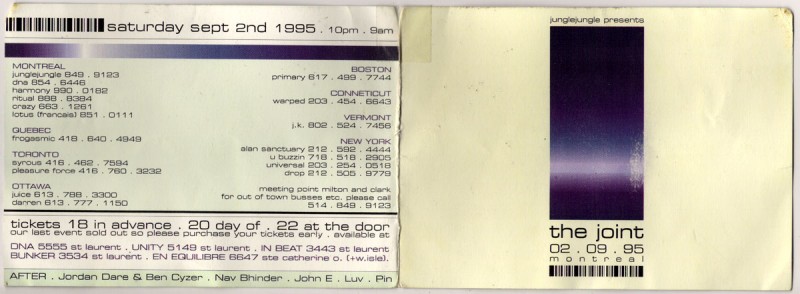 saturday sept 2nd 1995 . 10pm . 9am
MONTREAL
junglejungle 849 . 9123
dna 854 . 6446
harmony 990 . 0182
ritual 888 . 8384
crazy 663 . 1261
lotus (francais) 851 . 0111
QUEBEC
frogasmic 418 . 640 . 4949
TORONTO
syrous 416 . 462 . 7594
pleasure force 416 . 760 . 3232
OTTAWA
juice 613 . 798 . 3300
darren 613 . 777 . 1150
BOSTON
primary 617 . 499 . 7744
CONNETICUT
warped 203 . 454 . 6643
VERMONT
j.k. 802 . 524 . 7456
NEW YORK
alan sanctuary 212 . 592 . 4444
u buzzin 718 . 518 . 2905
universal 203 . 254 . 0518
drop 212 . 505 . 9779
meeting point milton and clark
for out of town busses etc. please call
514 . 849 . 9123
tickets 18 in advance . 20 day of . 22 at the door
our last event sold out so please purchase your tickets early . available at
DNA 5555 st laurent . UNITY 5149 st laurent . IN BEAT 3443 st laurent
BUNKER 3534 st laurent . EN EQUILIBRE 6647 ste catherine o. (+w.isle).
AFTER . Jordan Dare & Ben Cyzer . Nav Bhinder . John E . Luv . Pin
junglejungle presents
the joint
02 . 09 . 95
montreal